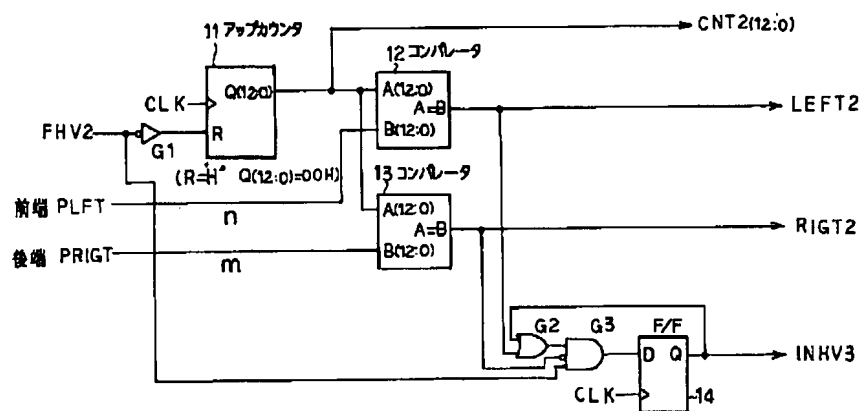 CNT2(12:0)
11 アップカウンタ
12 コンパレータ
Q(12:0)
A(12:0)
A=B
LEFT2
CLK
B(12:0)
FHV2
R
G1
(R="H" Q(12:0)=00H)
13 コンパレータ
前端 PLFT
n
A(12:0)
A=B
RIGT2
B(12:0)
後端 PRIGT
m
G2
G3
F/F
D Q
INHV3
CLK
14